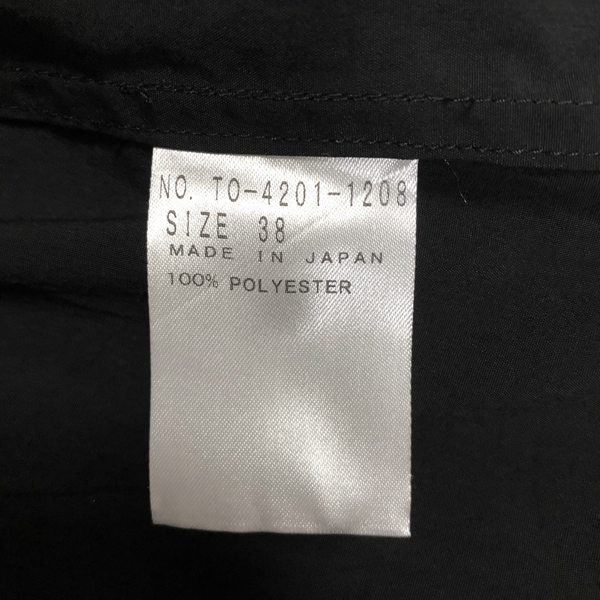 NO. TO-4201-1208
SIZE 38
MADE IN JAPAN
100% POLYESTER